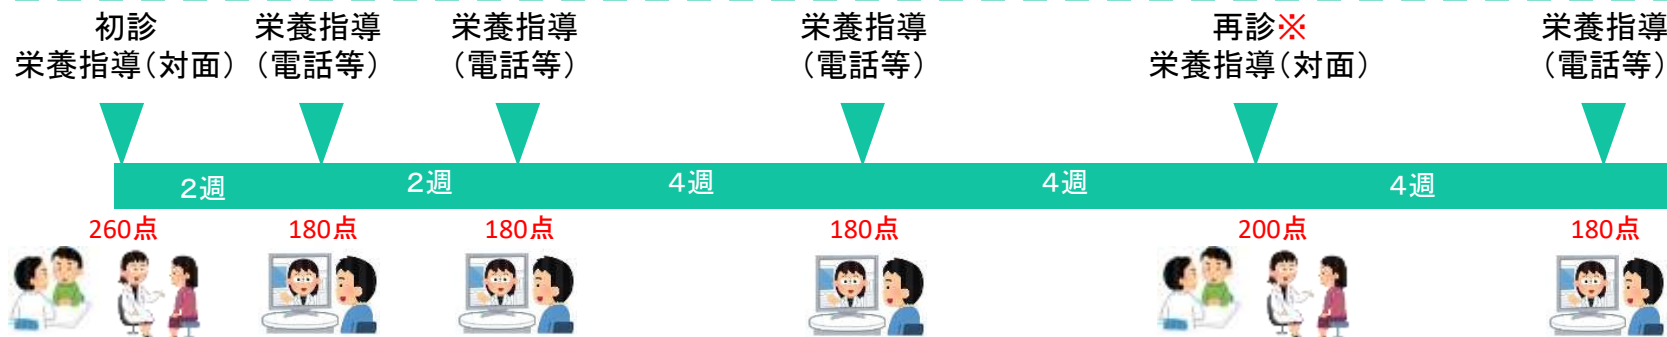 初診
栄養指導(対面)
栄養指導
(電話等)
栄養指導
(電話等)
栄養指導
(電話等)
再診※
栄養指導(対面)
栄養指導
(電話等)
2週
2週
4週
4週
4週
260点
180点
180点
180点
200点
180点